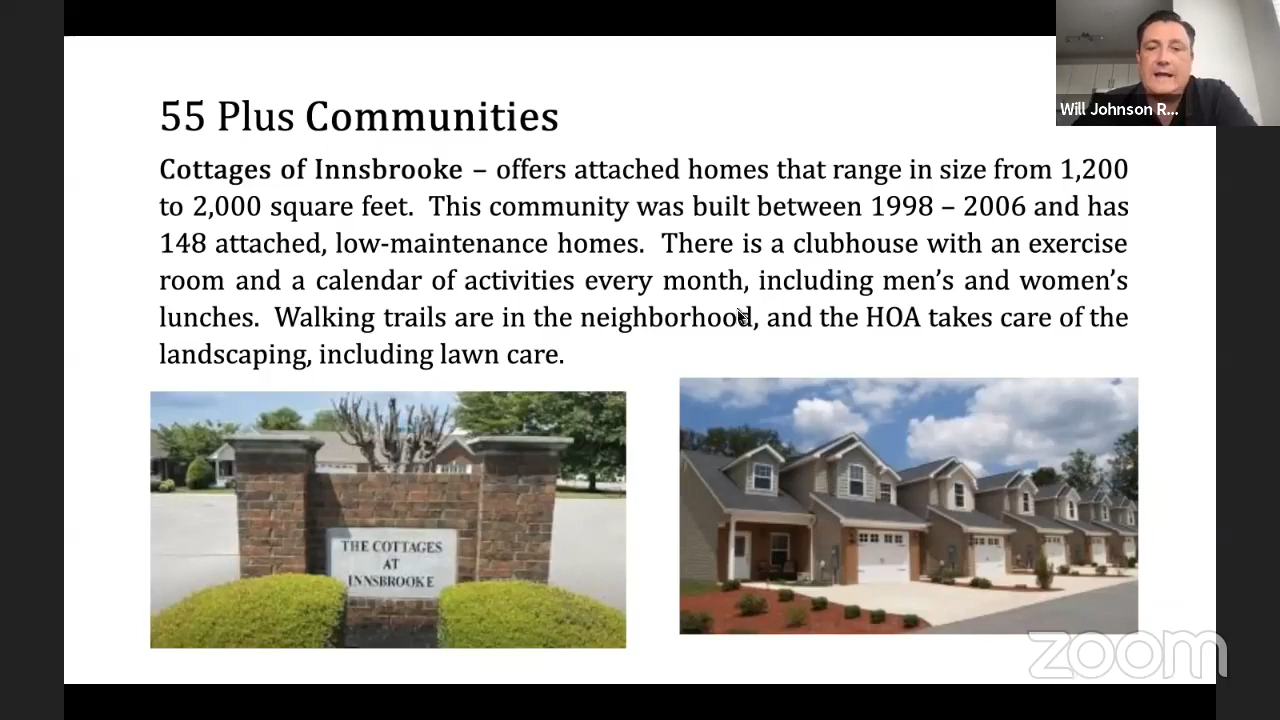 Will Johnson R...
55 Plus Communities
Cottages of Innsbrooke – offers attached homes that range in size from 1,200
to 2,000 square feet.  This community was built between 1998 – 2006 and has
148 attached, low-maintenance homes.  There is a clubhouse with an exercise
room and a calendar of activities every month, including men’s and women’s
lunches.  Walking trails are in the neighborhood, and the HOA takes care of the
landscaping, including lawn care.
THE COTTAGES
AT
INNSBROOKE
zoom